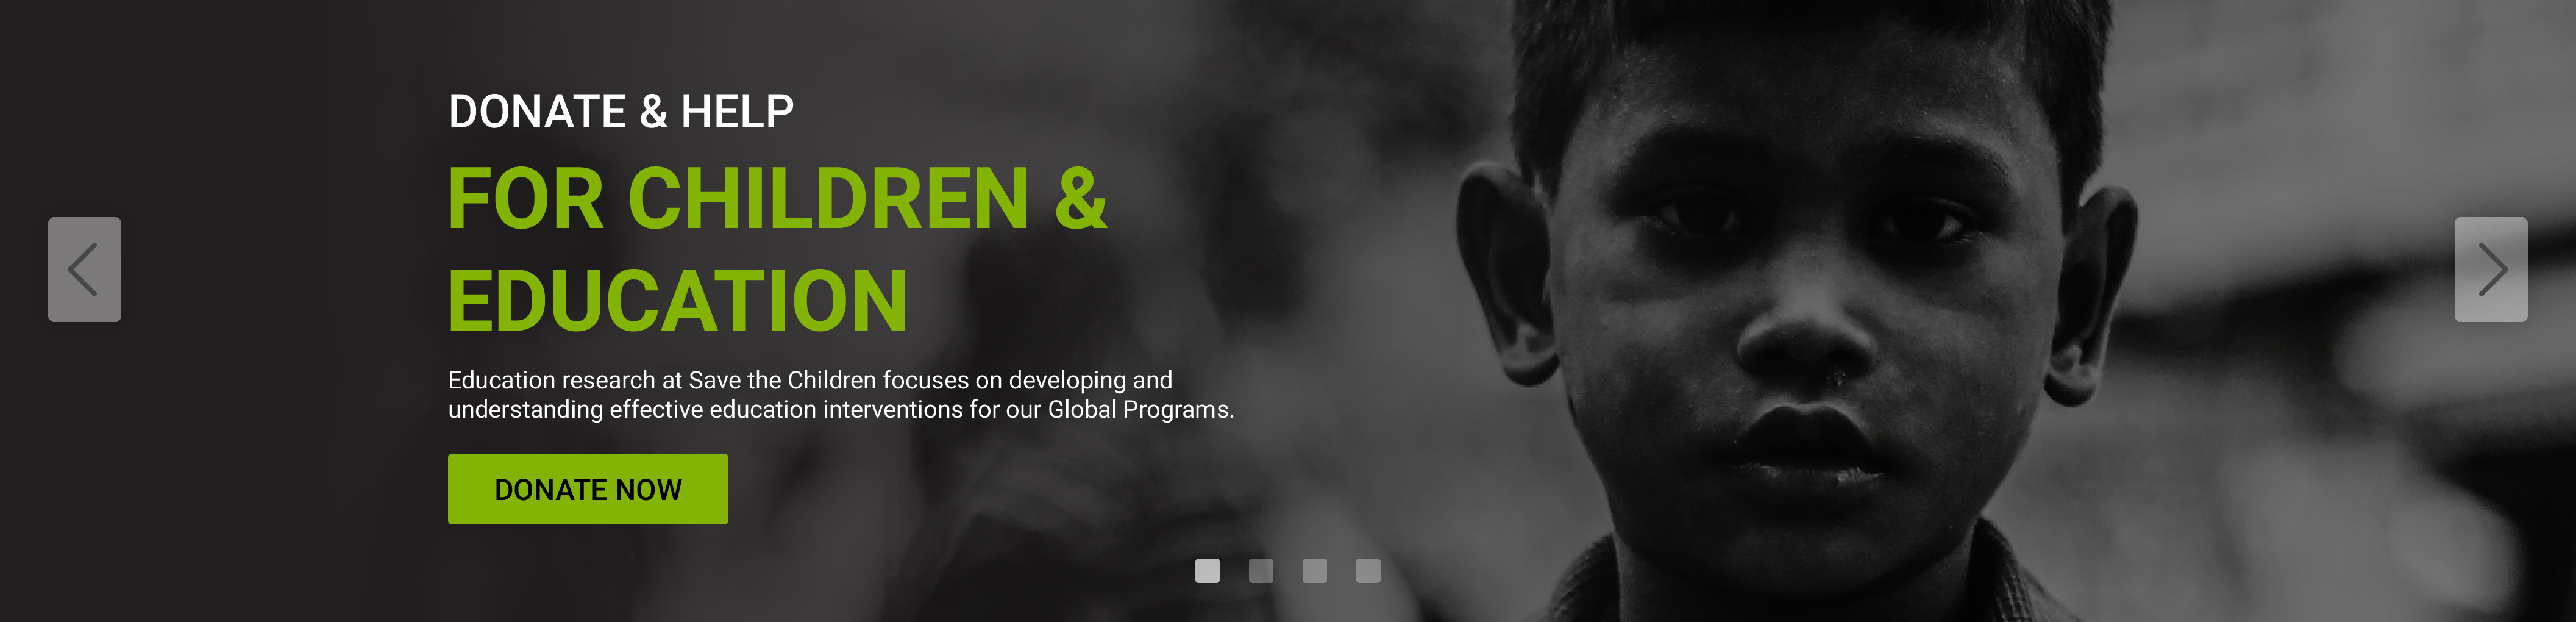 DONATE & HELP
FOR CHILDREN &
EDUCATION
Education research at Save the Children focuses on developing and
understanding effective education interventions for our Global Programs.
DONATE NOW